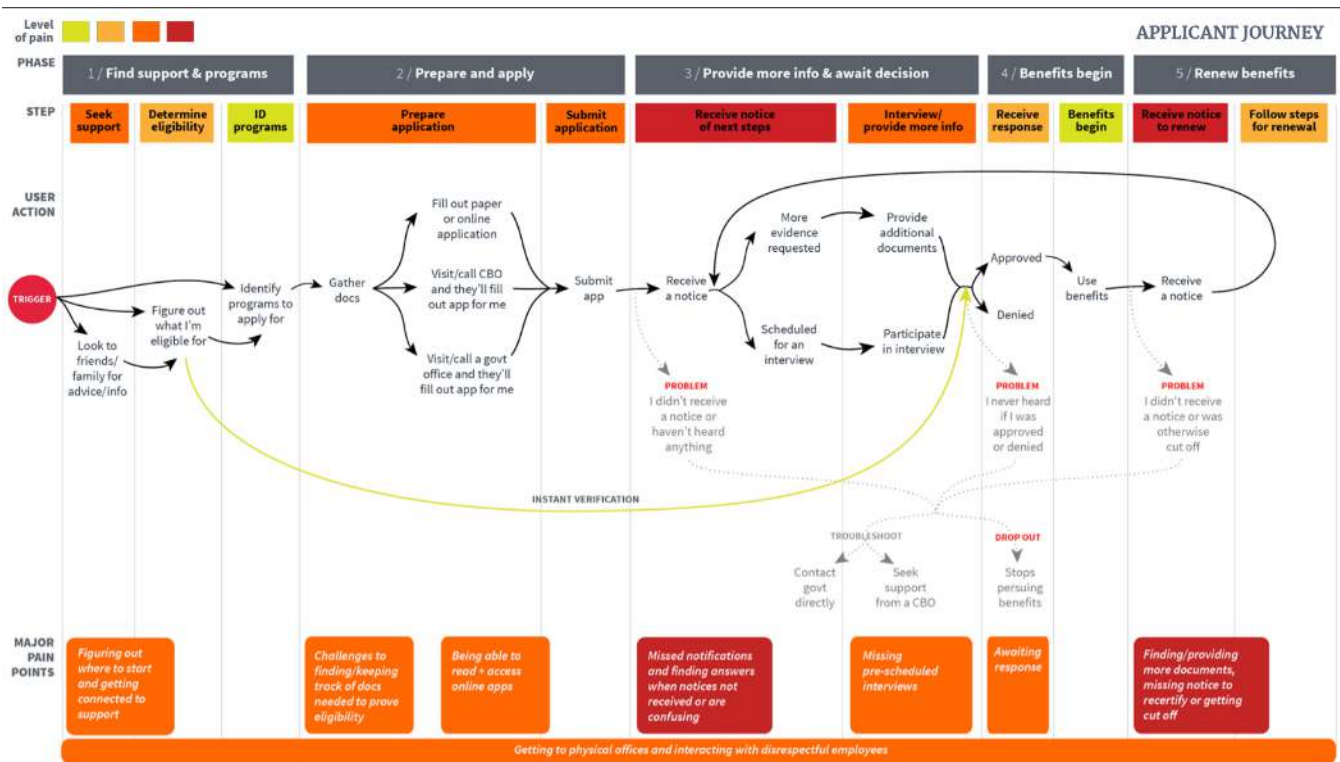 Level
of pain
APPLICANT JOURNEY
PHASE
1 / Find support & programs
2 / Prepare and apply
3 / Provide more info & await decision
4 / Benefits begin
5 / Renew benefits
STEP
Seek
support
Determine
eligibility
ID
programs
Prepare
application
Submit
application
Receive notice
of next steps
Interview/
provide more info
Receive
response
Benefits
begin
Receive notice
to renew
Follow steps
for renewal
USER
ACTION
TRIGGER
Look to
friends/
family for
advice/info
Figure out
what I'm
eligible for
Identify
programs to
apply for
Gather
docs
Fill out paper
or online
application
Visit/call CBO
and they'll fill
out app for me
Visit/call a govt
office and they'll
fill out app for me
Submit
app
Receive
a notice
More
evidence
requested
Scheduled
for an
interview
Provide
additional
documents
Participate
in interview
Approved
Denied
Use
benefits
Receive
a notice
PROBLEM
I didn't receive
a notice or
haven't heard
anything
PROBLEM
I never heard
if I was
approved
or denied
PROBLEM
I didn't receive
a notice or was
otherwise
cut off
INSTANT VERIFICATION
TROUBLESHOOT
Contact
govt
directly
Seek
support
from a CBO
DROP OUT
Stops
persuing
benefits
MAJOR
PAIN
POINTS
Figuring out
where to start
and getting
connected to
support
Challenges to
finding/keeping
track of docs
needed to prove
eligibility
Being able to
read + access
online apps
Missed notifications
and finding answers
when notices not
received or are
confusing
Missing
pre-scheduled
interviews
Awaiting
response
Finding/providing
more documents,
missing notice to
recertify or getting
cut off
Getting to physical offices and interacting with disrespectful employees